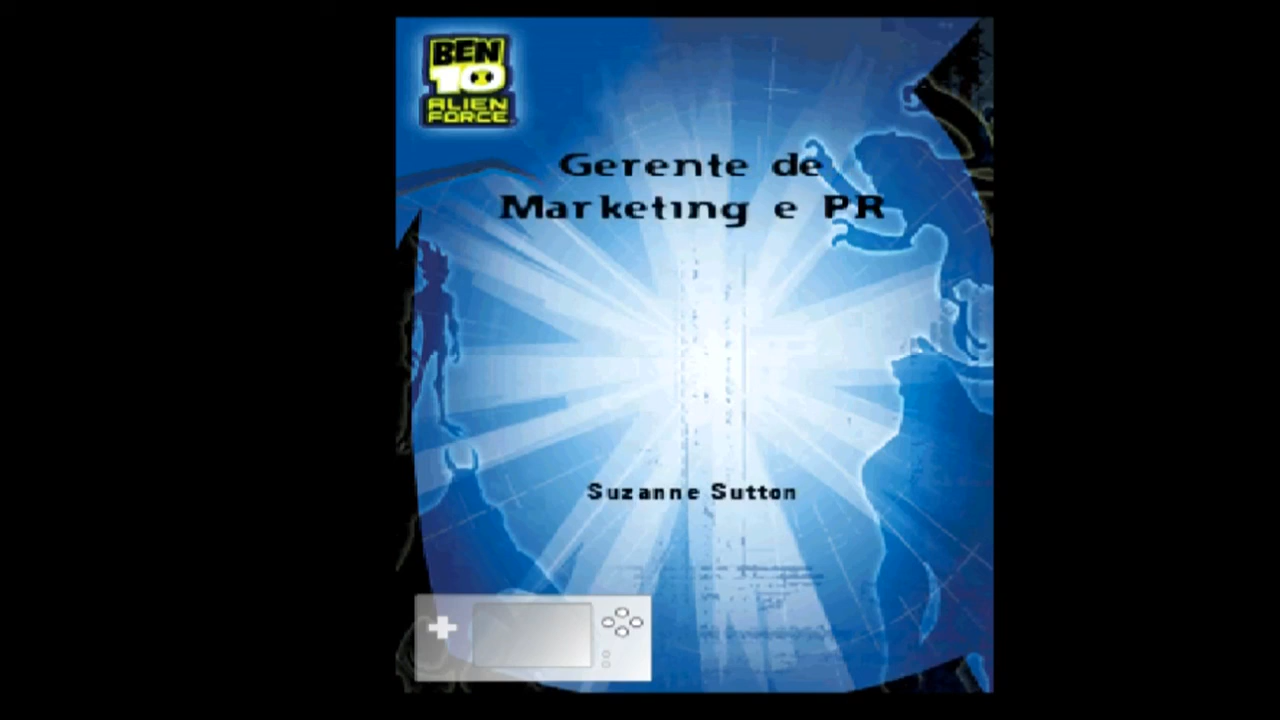 BEN
10
ALIEN
FORCE
Gerente de
Marketing e PR
Suzanne Sutton